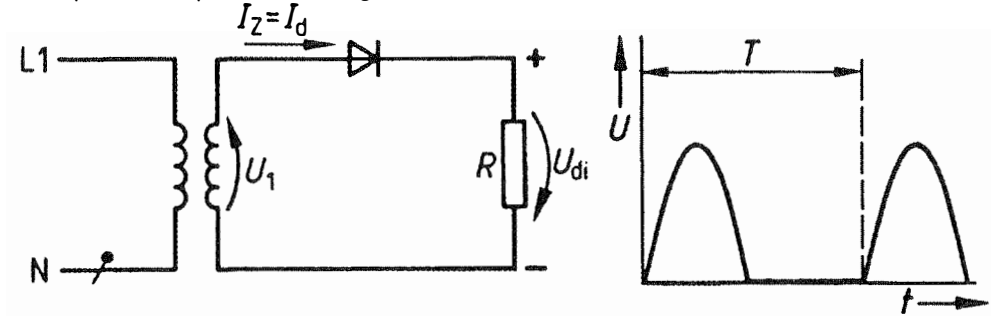 I_Z = I_d
L1
+
T
U
U_1
R
U_di
N
−
t